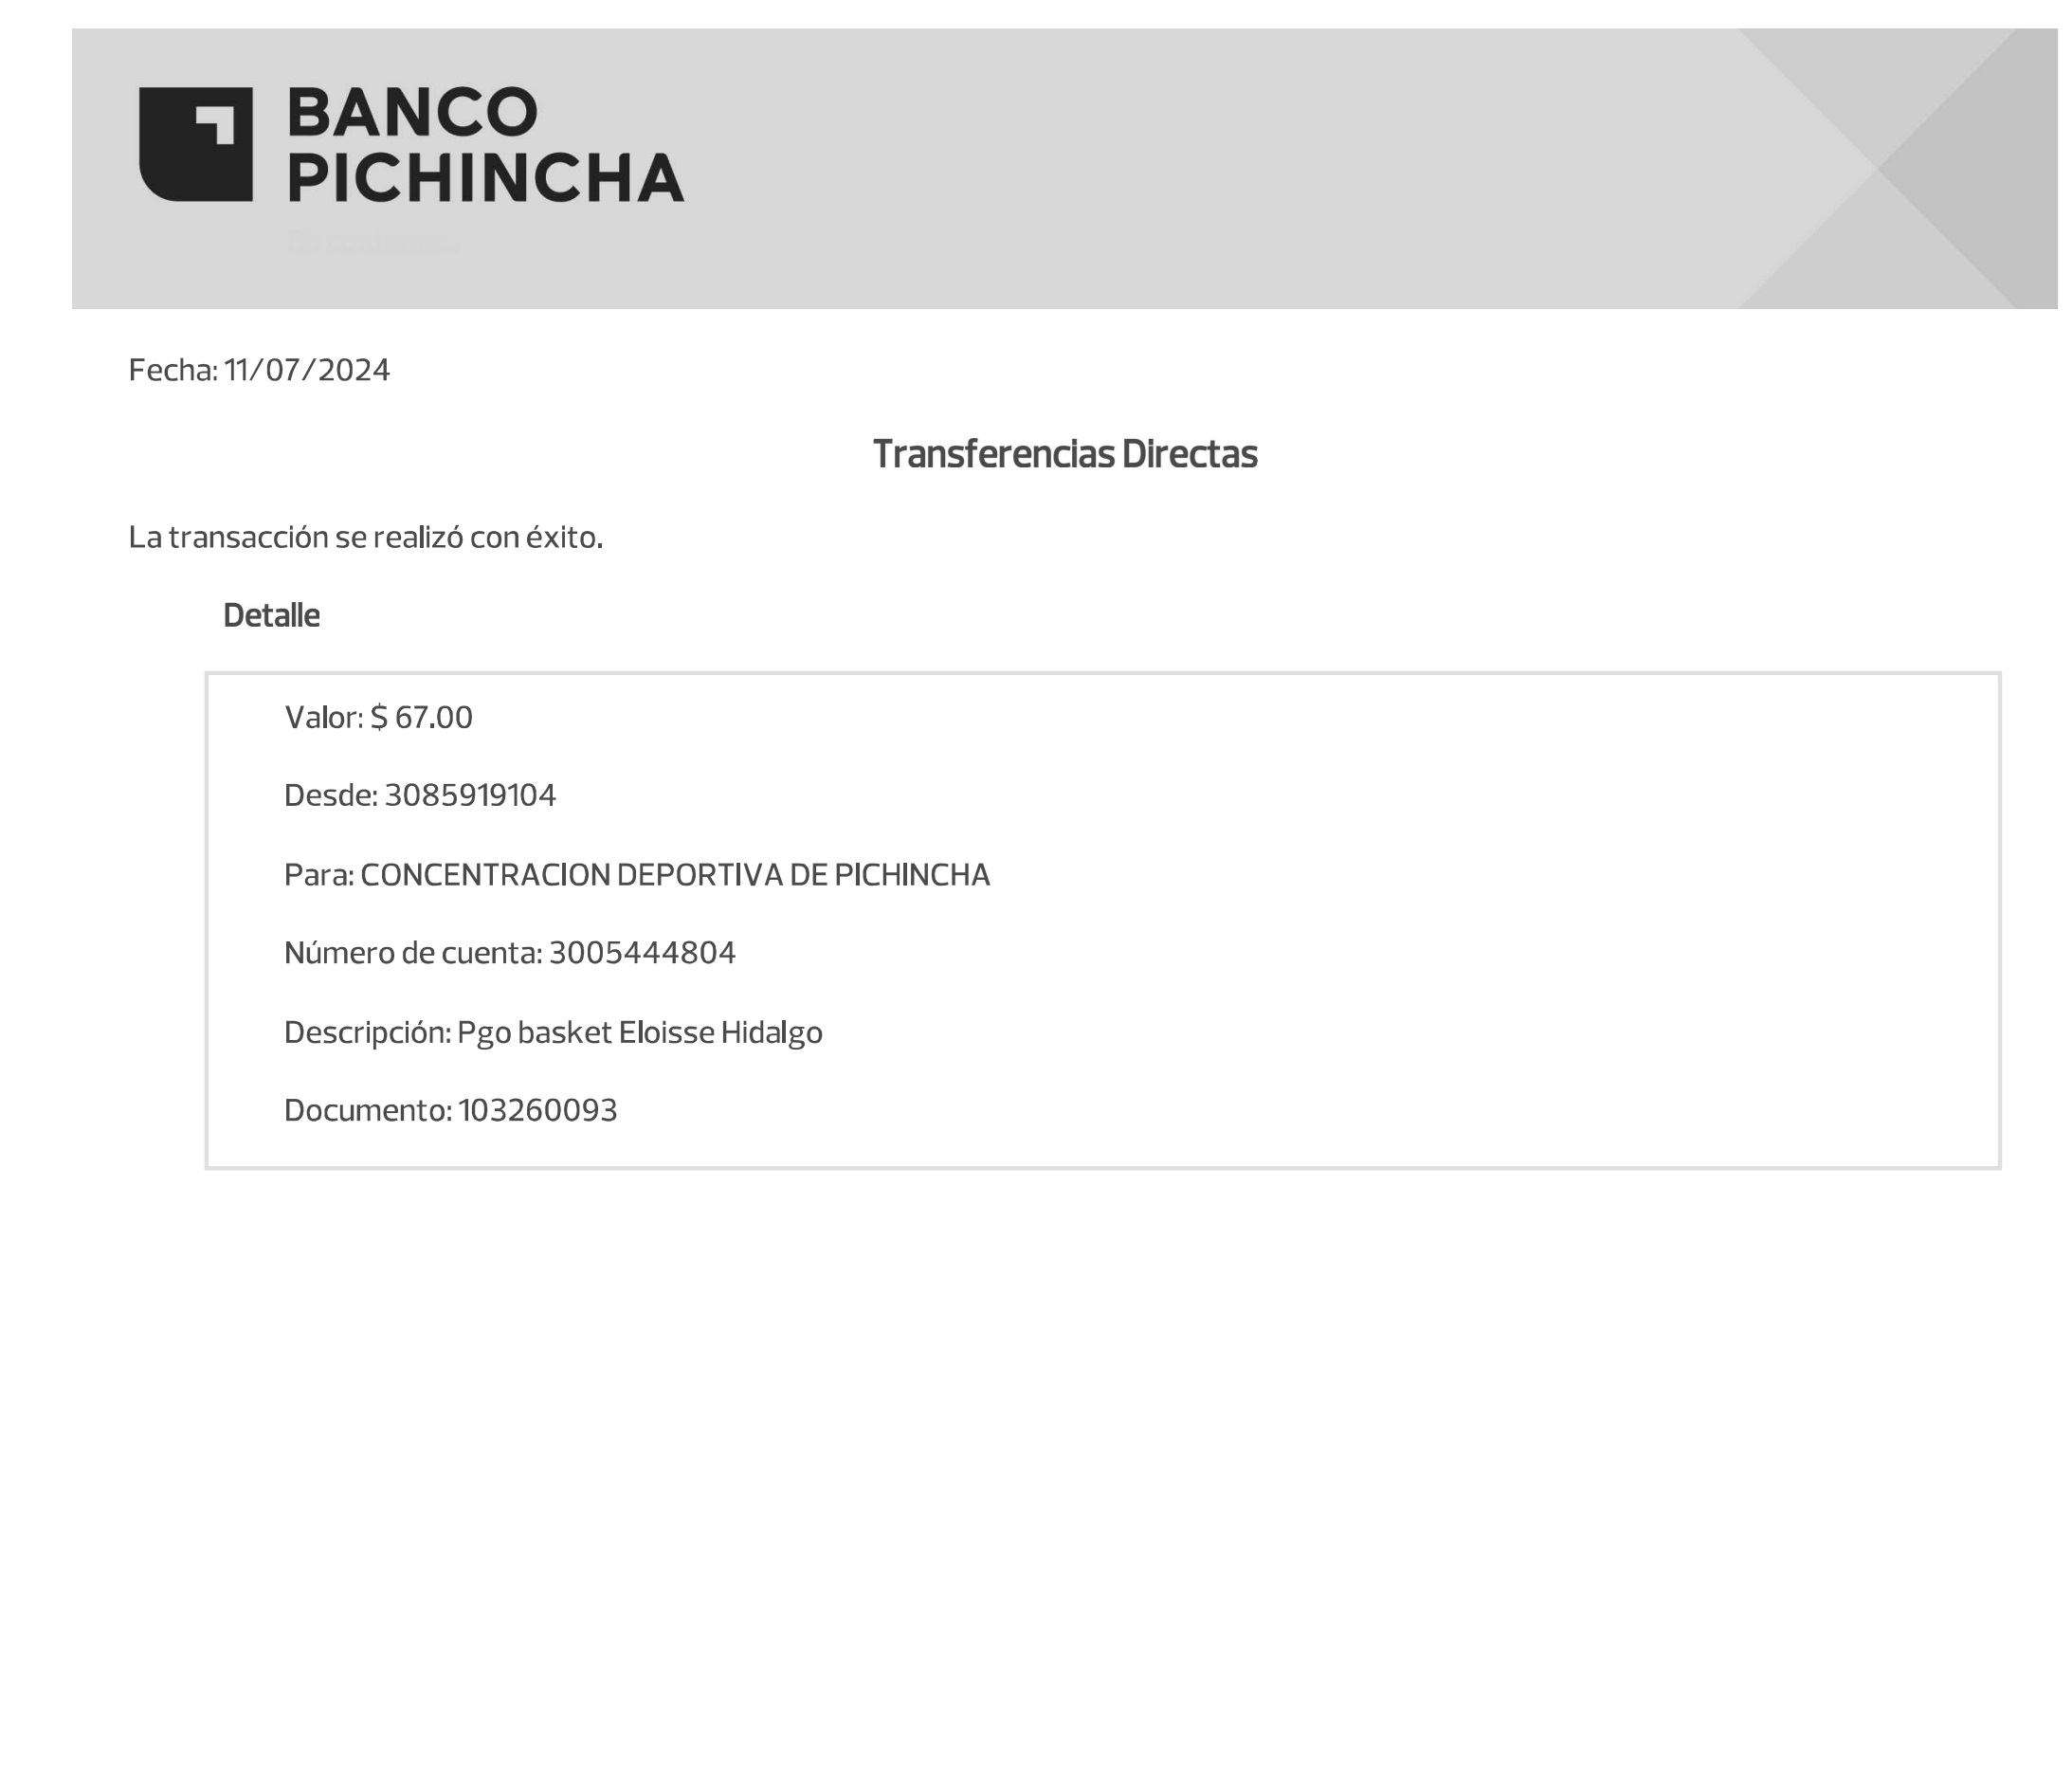 BANCO
PICHINCHA
Fecha: 11/07/2024
Transferencias Directas
La transacción se realizó con éxito.
Detalle
Valor: $ 67.00
Desde: 3085919104
Para: CONCENTRACION DEPORTIVA DE PICHINCHA
Número de cuenta: 3005444804
Descripción: Pgo basket Eloisse Hidalgo
Documento: 103260093